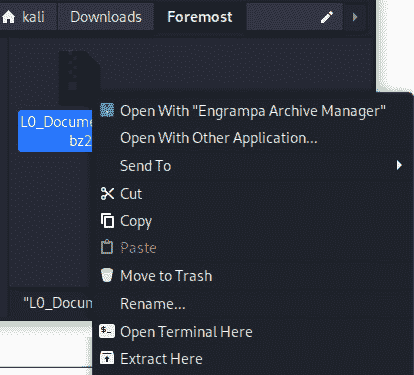 kali Downloads Foremost
L0_Docume
bz2
Open With "Engrampa Archive Manager"
Open With Other Application...
Send To
Cut
Copy
Paste
Move to Trash
Rename...
"L0_Docum
Open Terminal Here
Extract Here